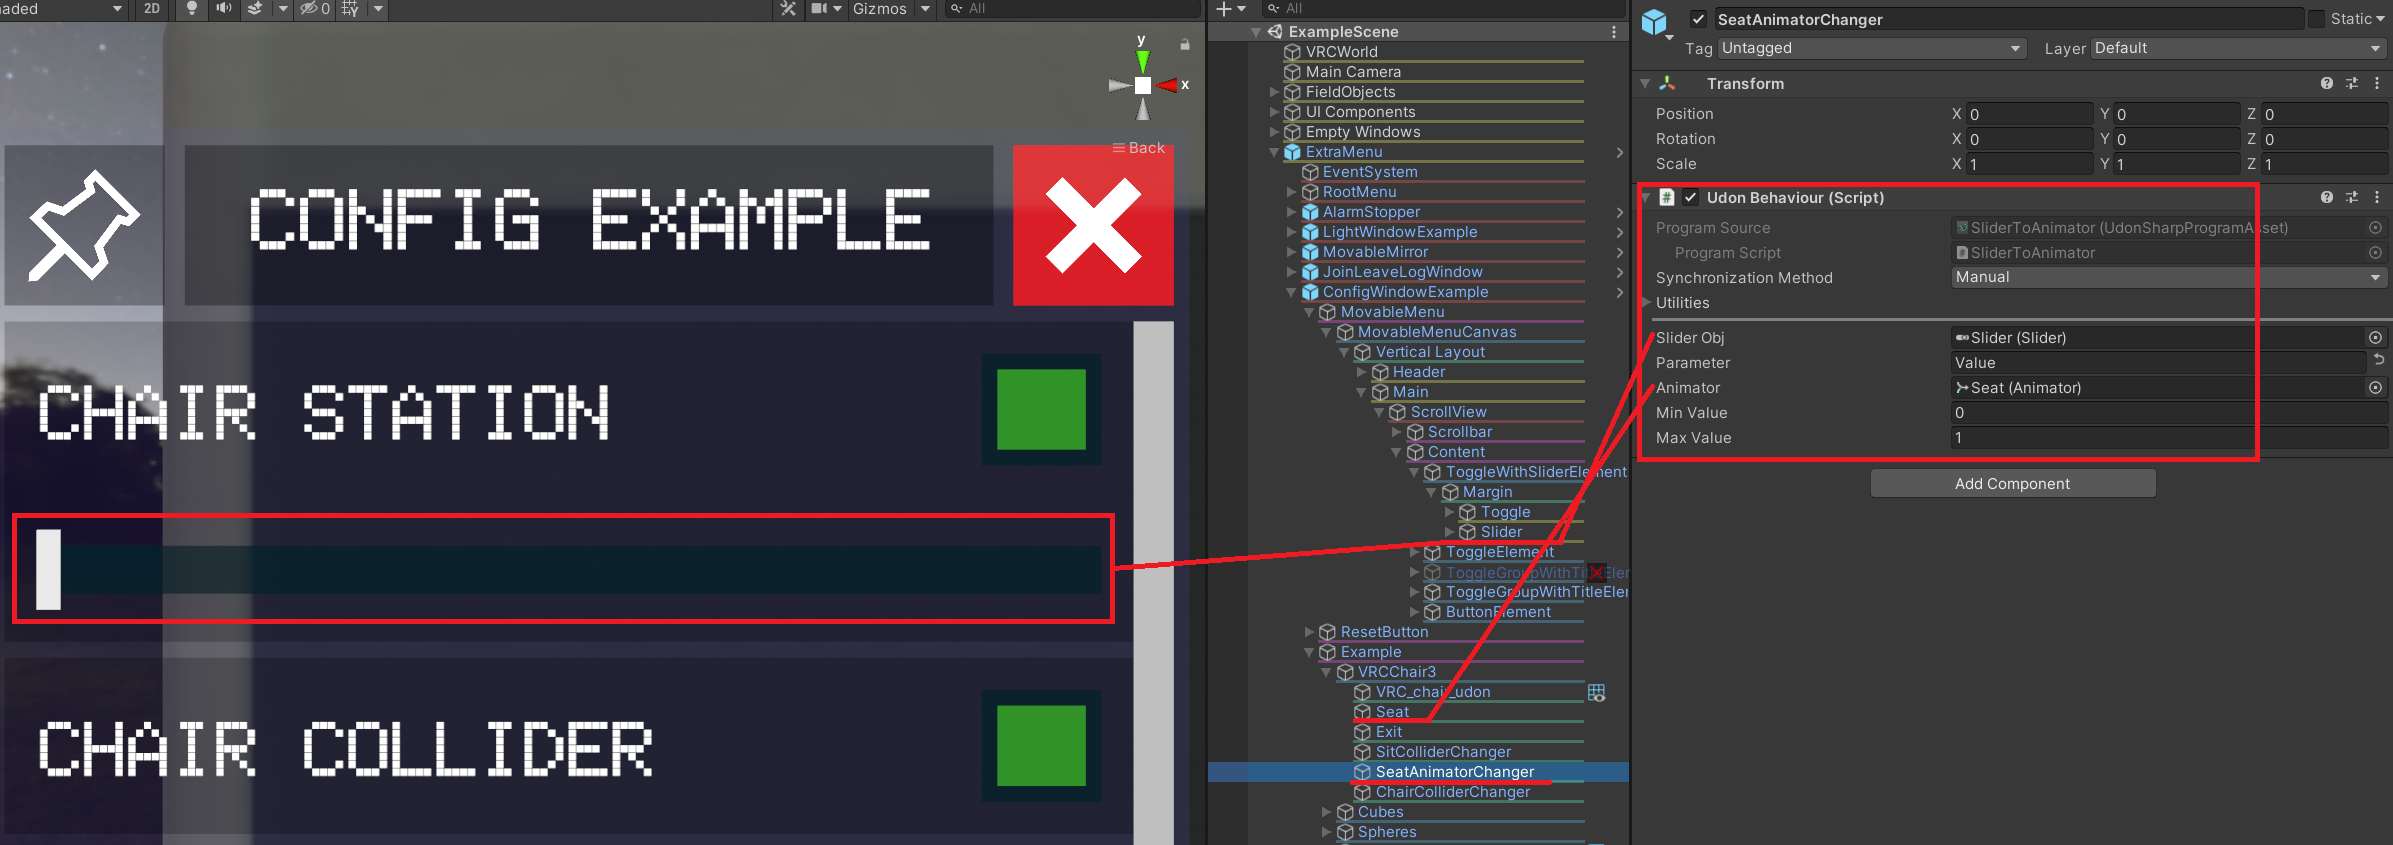 aded
2D
0
Gizmos
All
y
x
Back
CONFIG EXAMPLE
CHAIR STATION
CHAIR COLLIDER
All
ExampleScene
VRCWorld
Main Camera
FieldObjects
UI Components
Empty Windows
ExtraMenu
EventSystem
RootMenu
AlarmStopper
LightWindowExample
MovableMirror
JoinLeaveLogWindow
ConfigWindowExample
MovableMenu
MovableMenuCanvas
Vertical Layout
Header
Main
ScrollView
Scrollbar
Content
ToggleWithSliderElement
Margin
Toggle
Slider
ToggleElement
ToggleGroupWithTitleEler
ToggleGroupWithTitleEler
ButtonElement
ResetButton
Example
VRCChair3
VRC_chair_udon
Seat
Exit
SitColliderChanger
SeatAnimatorChanger
ChairColliderChanger
Cubes
Spheres
SeatAnimatorChanger
Static
Tag Untagged Layer Default
Transform
Position X 0 Y 0 Z 0
Rotation X 0 Y 0 Z 0
Scale X 1 Y 1 Z 1
Udon Behaviour (Script)
Program Source SliderToAnimator (UdonSharpProgramAsset)
Program Script SliderToAnimator
Synchronization Method Manual
Utilities
Slider Obj Slider (Slider)
Parameter Value
Animator Seat (Animator)
Min Value 0
Max Value 1
Add Component